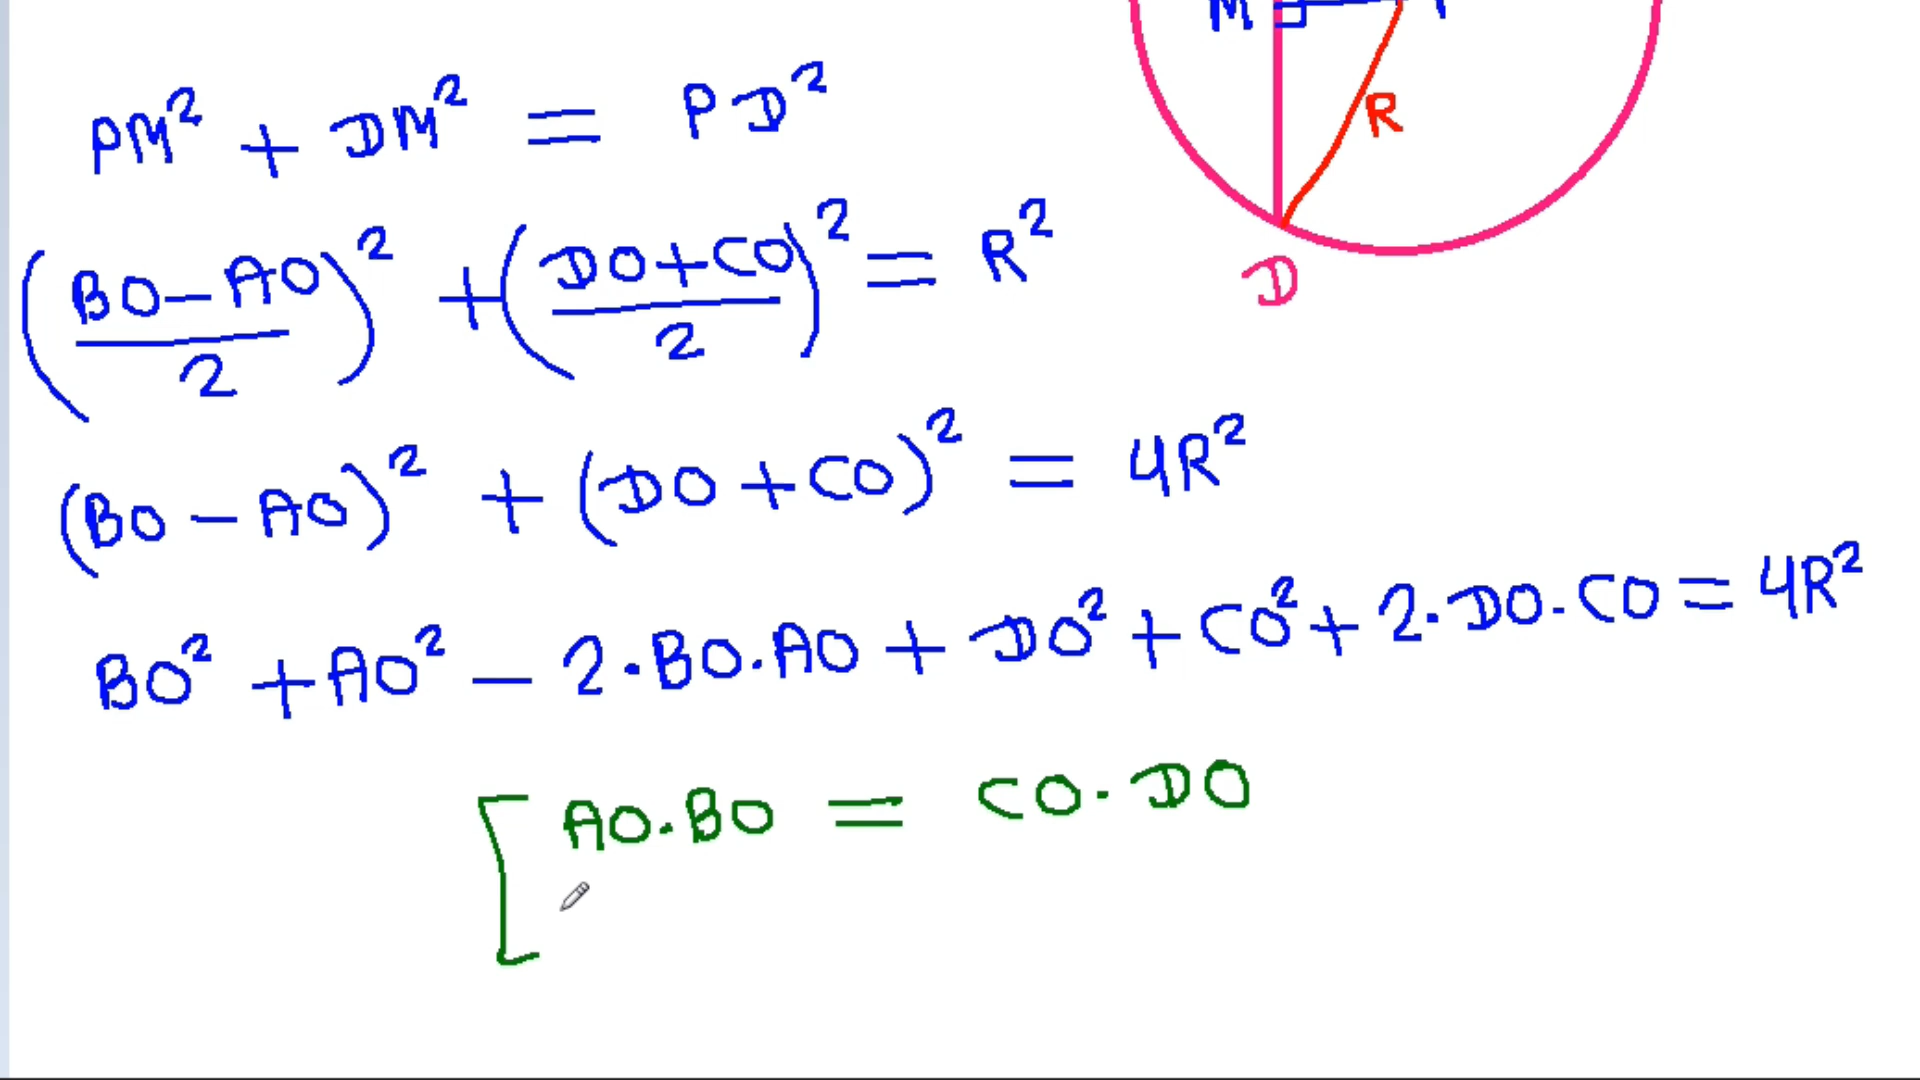 M
R
D
PM² + DM² = PD²
((BO-AO)/2)² + ((DO+CO)/2)² = R²
(BO - AO)² + (DO + CO)² = 4R²
BO² + AO² - 2·BO·AO + DO² + CO² + 2·DO·CO = 4R²
[ AO·BO = CO·DO